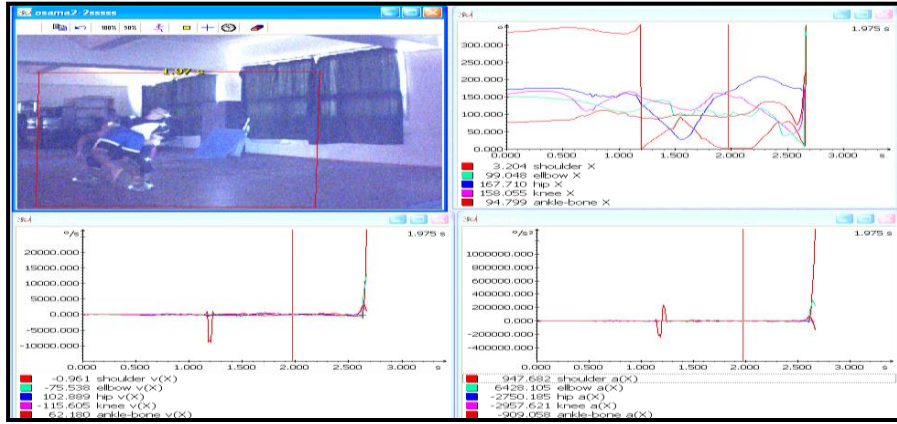 osama2-2sssss
100% 50%
1.97 s
°
1.975 s
300.000
250.000
200.000
150.000
100.000
50.000
0.000
0.000 0.500 1.000 1.500 2.000 2.500 3.000
s
3.204 shoulder X
99.048 ellbow X
167.710 hip X
158.055 knee X
94.799 ankle-bone X
°/s
1.975 s
20000.000
15000.000
10000.000
5000.000
0.000
-5000.000
-10000.000
0.000 0.500 1.000 1.500 2.000 2.500 3.000
s
-0.961 shoulder v(X)
-75.538 ellbow v(X)
102.889 hip v(X)
-115.605 knee v(X)
62.180 ankle-bone v(X)
1.975 s
1000000.000
800000.000
600000.000
400000.000
200000.000
0.000
-200000.000
-400000.000
0.000 0.500 1.000 1.500 2.000 2.500 3.000
s
947.682 shoulder a(X)
6428.105 ellbow a(X)
-2750.185 hip a(X)
-2957.621 knee a(X)
-909.058 ankle-bone a(X)